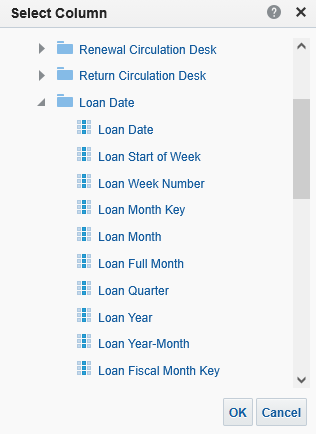 Select Column
Renewal Circulation Desk
Return Circulation Desk
Loan Date
Loan Date
Loan Start of Week
Loan Week Number
Loan Month Key
Loan Month
Loan Full Month
Loan Quarter
Loan Year
Loan Year-Month
Loan Fiscal Month Key
OK
Cancel